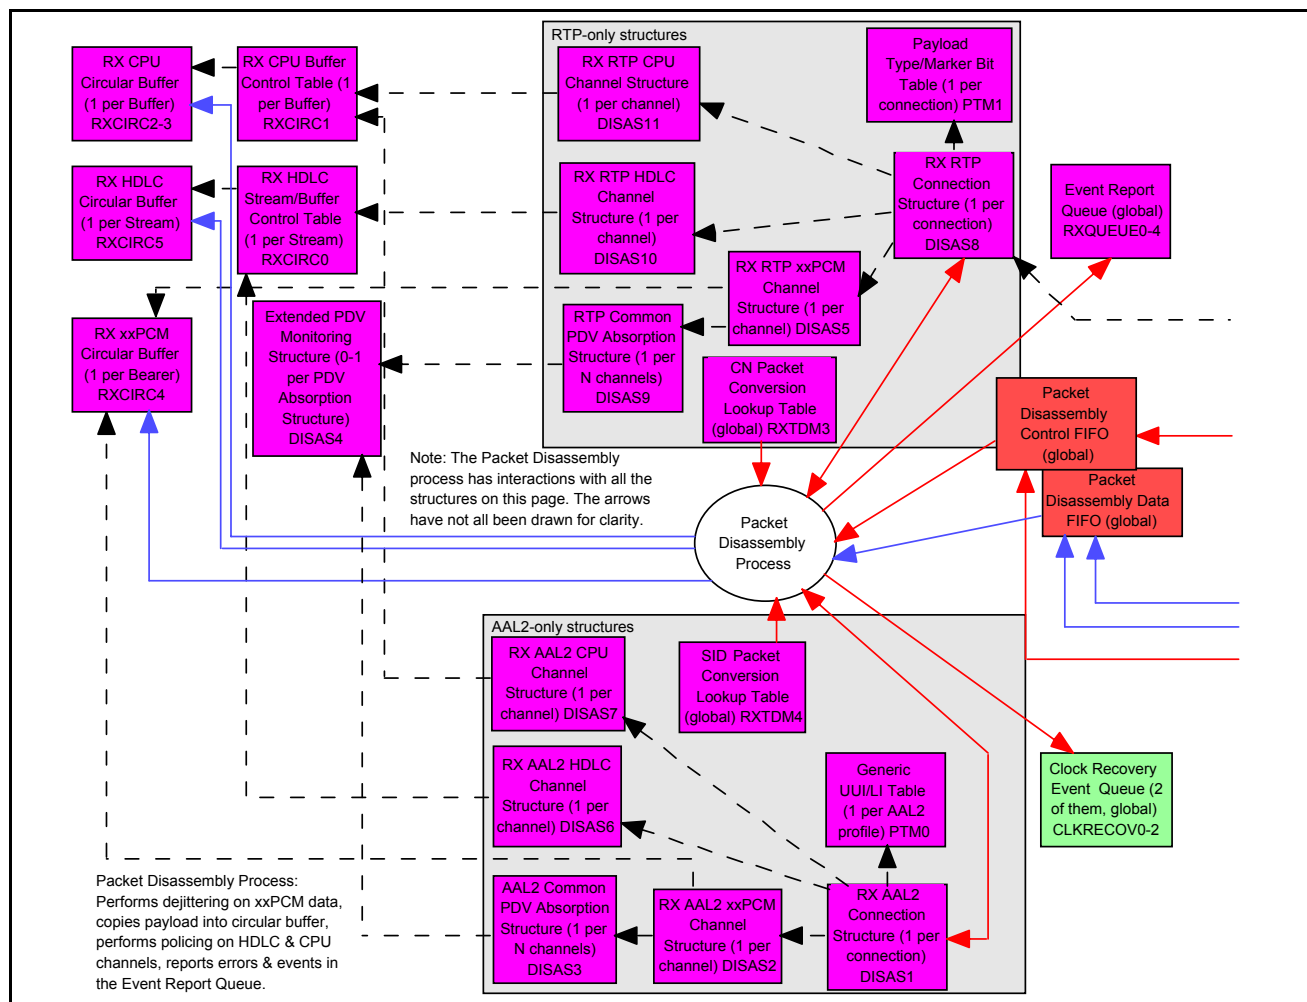 RTP-only structures
RX CPU
Circular Buffer
(1 per Buffer)
RXCIRC2-3
RX CPU Buffer
Control Table (1
per Buffer)
RXCIRC1
RX RTP CPU
Channel Structure
(1 per channel)
DISAS11
Payload
Type/Marker Bit
Table (1 per
connection) PTM1
RX HDLC
Circular Buffer
(1 per Stream)
RXCIRC5
RX HDLC
Stream/Buffer
Control Table
(1 per Stream)
RXCIRC0
RX RTP HDLC
Channel
Structure (1 per
channel)
DISAS10
RX RTP
Connection
Structure (1 per
connection)
DISAS8
Event Report
Queue (global)
RXQUEUE0-4
RX RTP xxPCM
Channel
Structure (1 per
channel) DISAS5
RX xxPCM
Circular Buffer
(1 per Bearer)
RXCIRC4
Extended PDV
Monitoring
Structure (0-1
per PDV
Absorption
Structure)
DISAS4
RTP Common
PDV Absorption
Structure (1 per
N channels)
DISAS9
CN Packet
Conversion
Lookup Table
(global) RXTDM3
Packet
Disassembly
Control FIFO
(global)
Packet
Disassembly Data
FIFO (global)
Note: The Packet Disassembly
process has interactions with all the
structures on this page. The arrows
have not all been drawn for clarity.
Packet
Disassembly
Process
AAL2-only structures
RX AAL2 CPU
Channel
Structure (1 per
channel) DISAS7
SID Packet
Conversion
Lookup Table
(global) RXTDM4
RX AAL2 HDLC
Channel
Structure (1 per
channel) DISAS6
Generic
UUI/LI Table
(1 per AAL2
profile) PTM0
Clock Recovery
Event Queue (2
of them, global)
CLKRECOV0-2
AAL2 Common
PDV Absorption
Structure (1 per
N channels)
DISAS3
RX AAL2 xxPCM
Channel
Structure (1 per
channel) DISAS2
RX AAL2
Connection
Structure (1 per
connection)
DISAS1
Packet Disassembly Process:
Performs dejittering on xxPCM data,
copies payload into circular buffer,
performs policing on HDLC & CPU
channels, reports errors & events in
the Event Report Queue.